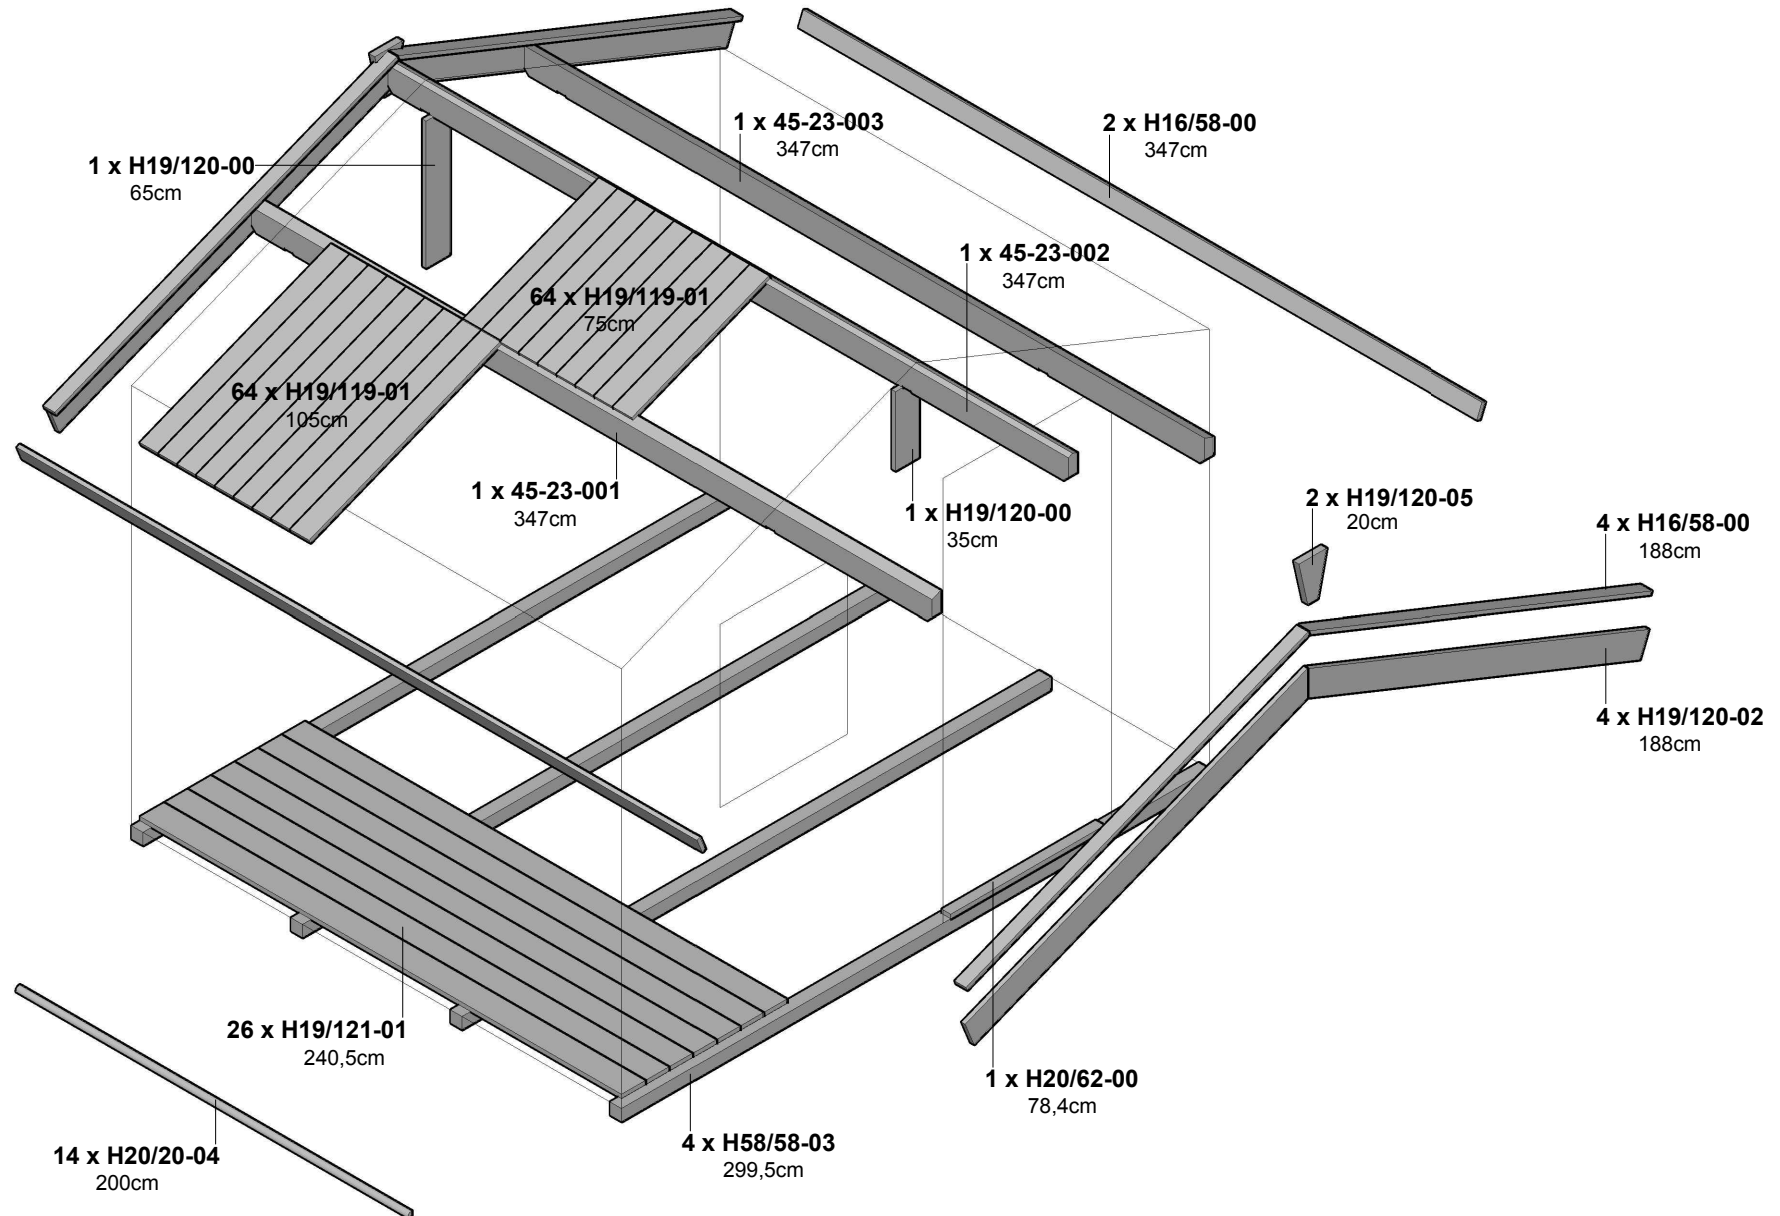 1 x 45-23-003
347cm
2 x H16/58-00
347cm
1 x H19/120-00
65cm
1 x 45-23-002
347cm
64 x H19/119-01
75cm
64 x H19/119-01
105cm
1 x 45-23-001
347cm
1 x H19/120-00
35cm
2 x H19/120-05
20cm
4 x H16/58-00
188cm
4 x H19/120-02
188cm
26 x H19/121-01
240,5cm
1 x H20/62-00
78,4cm
4 x H58/58-03
299,5cm
14 x H20/20-04
200cm